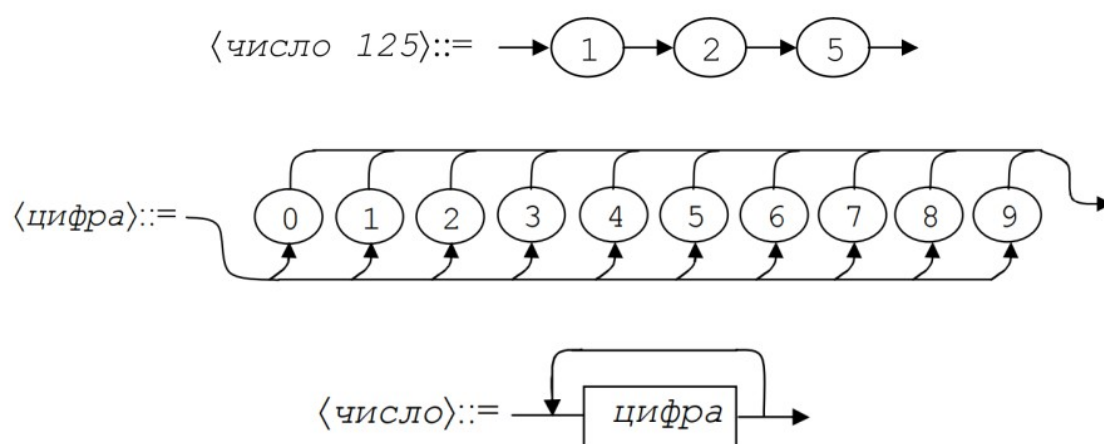 ⟨число 125⟩::= 1 2 5
⟨цифра⟩::= 0 1 2 3 4 5 6 7 8 9
⟨число⟩::= цифра